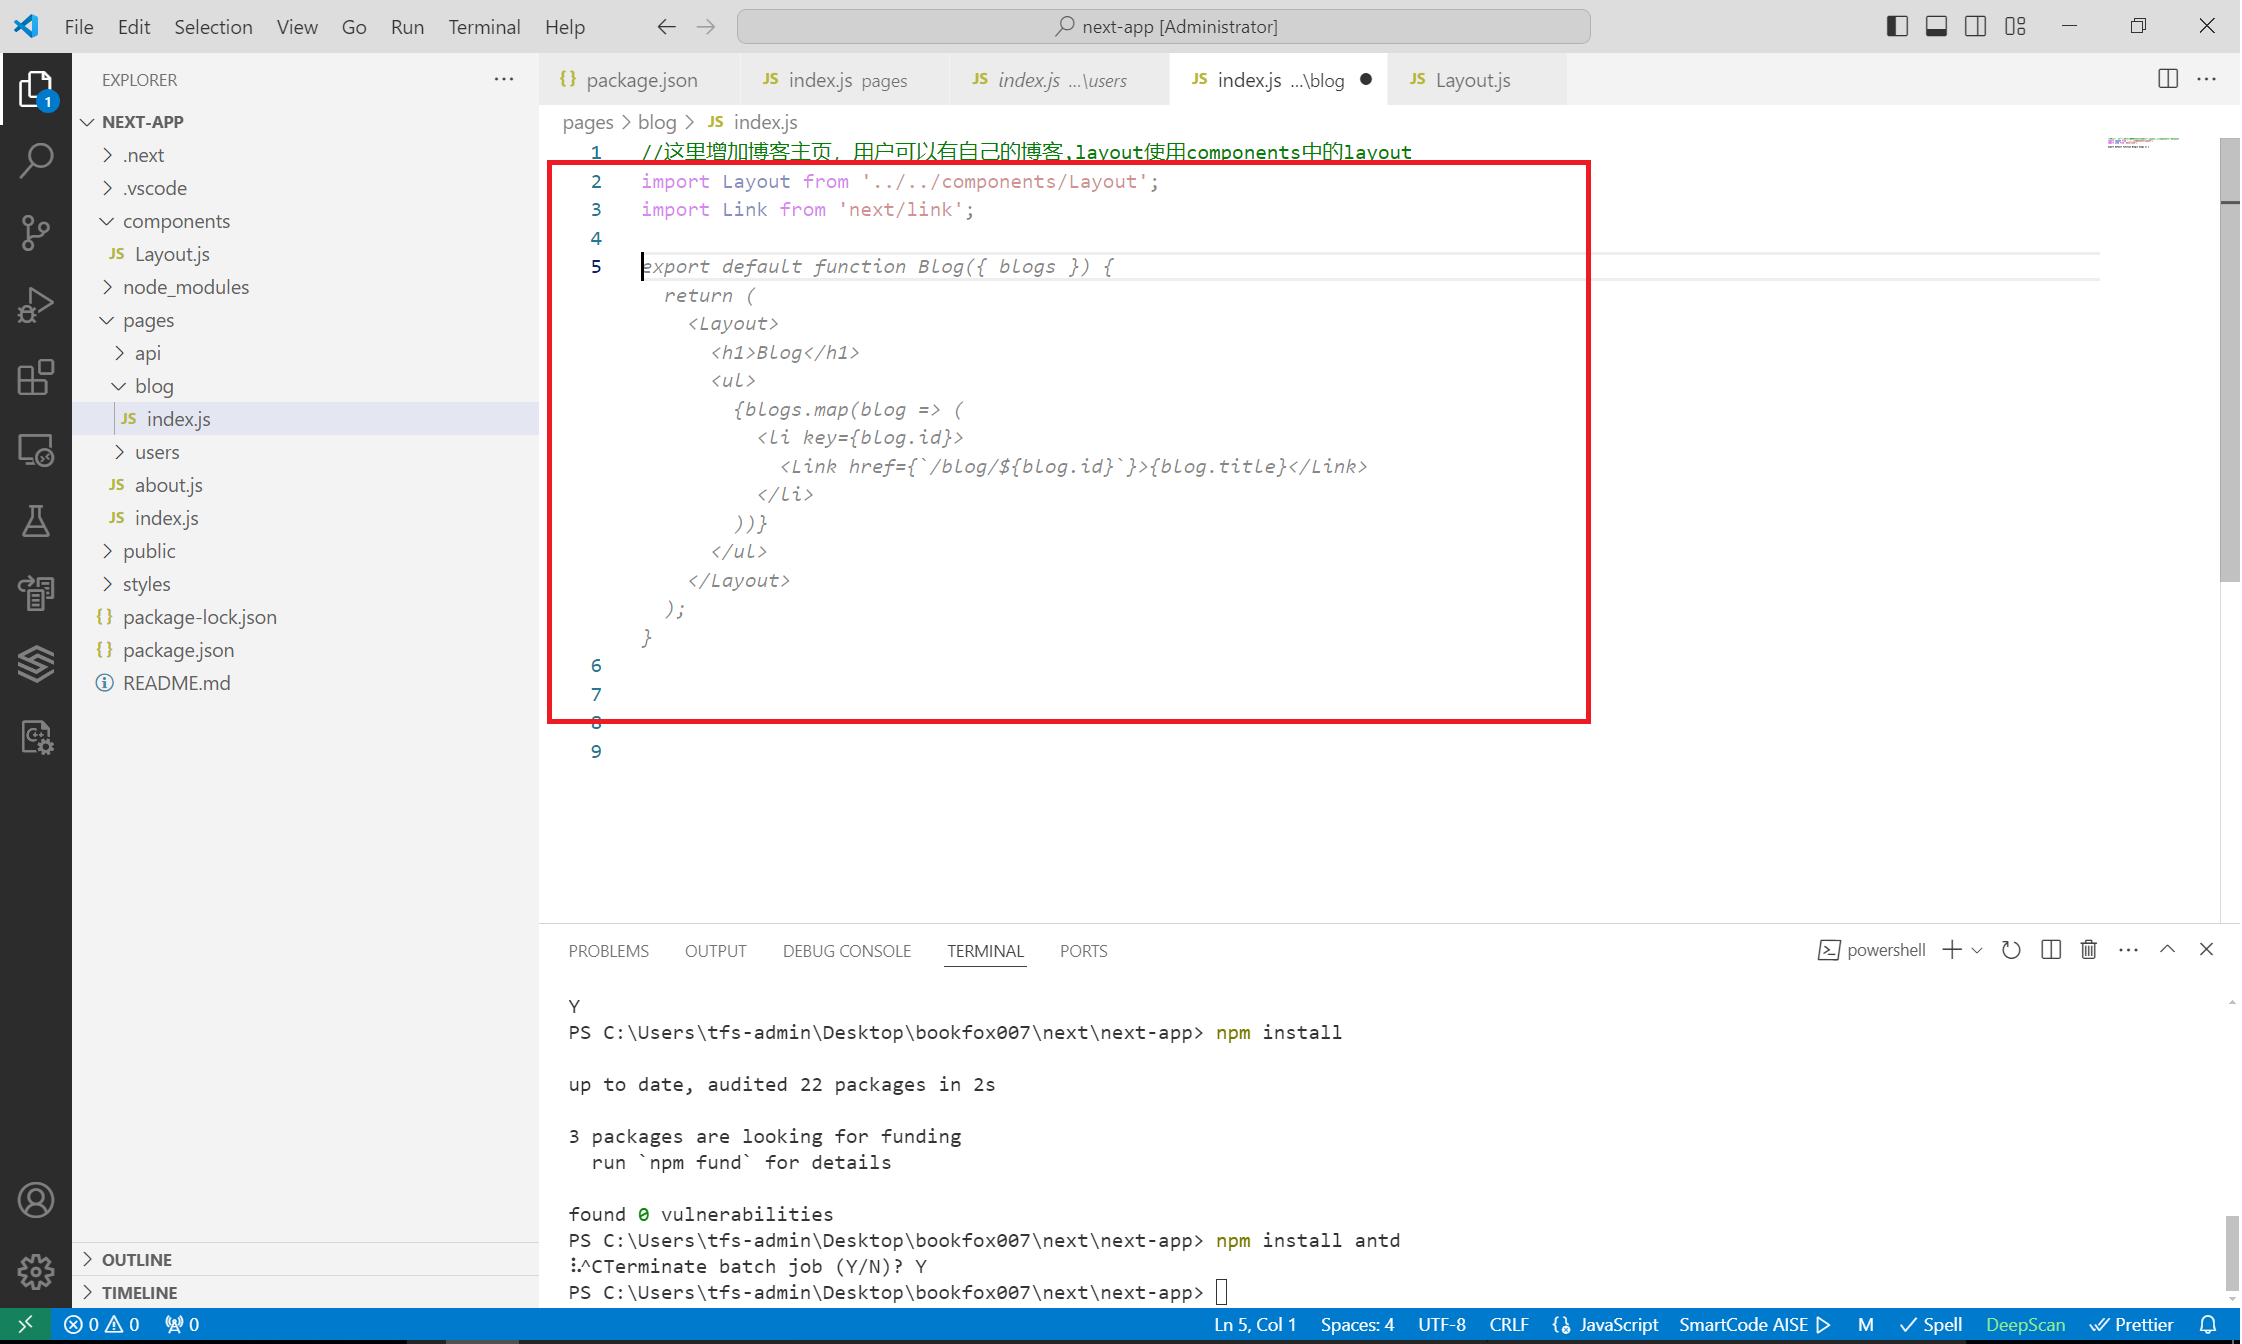 File Edit Selection View Go Run Terminal Help
next-app [Administrator]
EXPLORER
1
NEXT-APP
.next
.vscode
components
JS Layout.js
node_modules
pages
api
blog
JS index.js
users
JS about.js
JS index.js
public
styles
{} package-lock.json
{} package.json
README.md
OUTLINE
TIMELINE
{} package.json
JS index.js pages
JS index.js ...\users
JS index.js ...\blog
JS Layout.js
pages > blog > JS index.js
1 //这里增加博客主页，用户可以有自己的博客,layout使用components中的layout
2 import Layout from '../../components/Layout';
3 import Link from 'next/link';
4
5 export default function Blog({ blogs }) {
return (
<Layout>
<h1>Blog</h1>
<ul>
{blogs.map(blog => (
<li key={blog.id}>
<Link href={`/blog/${blog.id}`}>{blog.title}</Link>
</li>
))}
</ul>
</Layout>
);
}
6
7
8
9
PROBLEMS OUTPUT DEBUG CONSOLE TERMINAL PORTS
powershell
Y
PS C:\Users\tfs-admin\Desktop\bookfox007\next\next-app> npm install
up to date, audited 22 packages in 2s
3 packages are looking for funding
run `npm fund` for details
found 0 vulnerabilities
PS C:\Users\tfs-admin\Desktop\bookfox007\next\next-app> npm install antd
⠧^CTerminate batch job (Y/N)? Y
PS C:\Users\tfs-admin\Desktop\bookfox007\next\next-app>
0 0 0
Ln 5, Col 1 Spaces: 4 UTF-8 CRLF JavaScript SmartCode AISE M Spell DeepScan Prettier